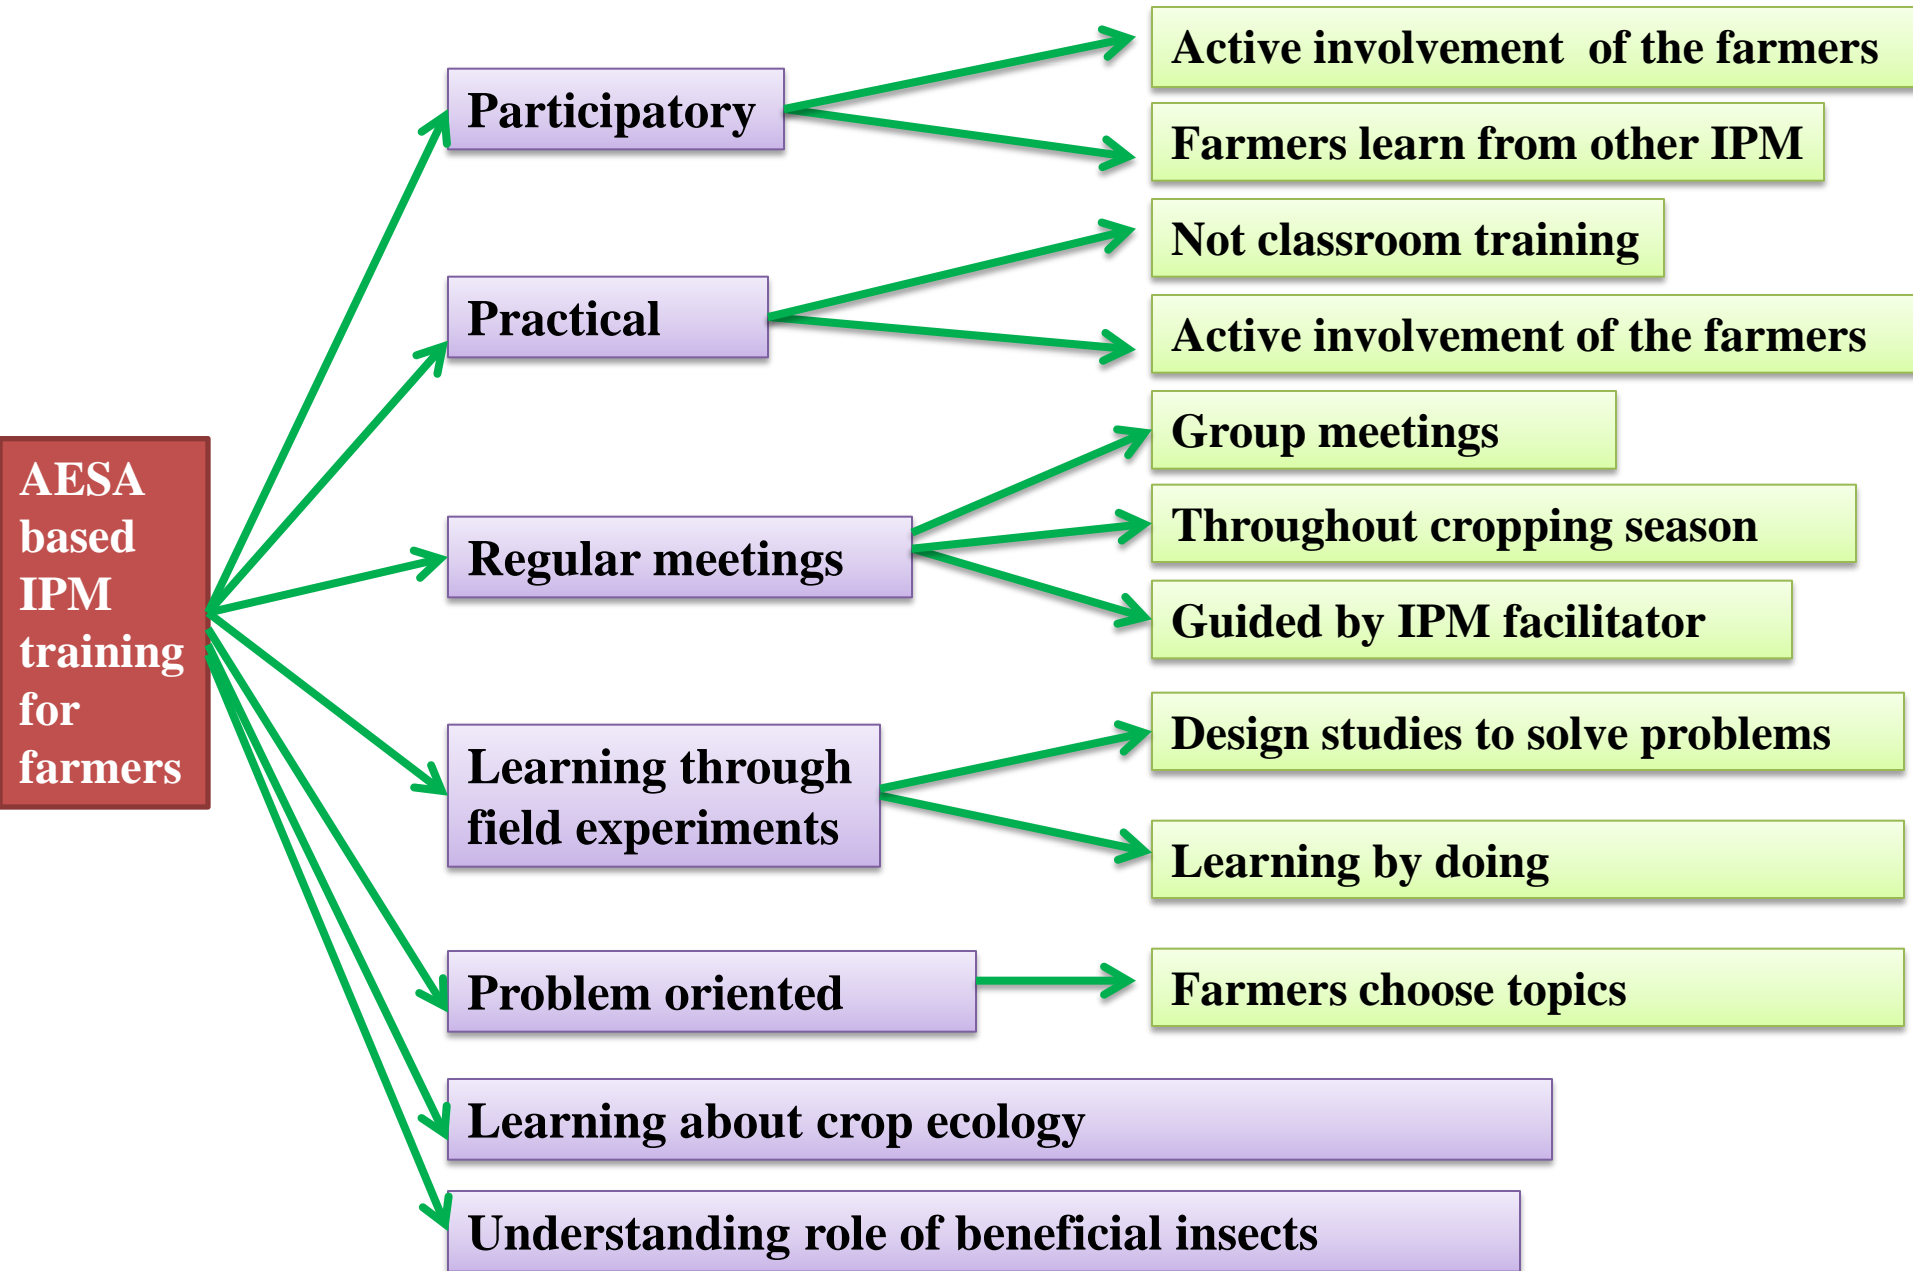 AESA
based
IPM
training
for
farmers
Participatory
Active involvement  of the farmers
Farmers learn from other IPM
Practical
Not classroom training
Active involvement of the farmers
Regular meetings
Group meetings
Throughout cropping season
Guided by IPM facilitator
Learning through
field experiments
Design studies to solve problems
Learning by doing
Problem oriented
Farmers choose topics
Learning about crop ecology
Understanding role of beneficial insects